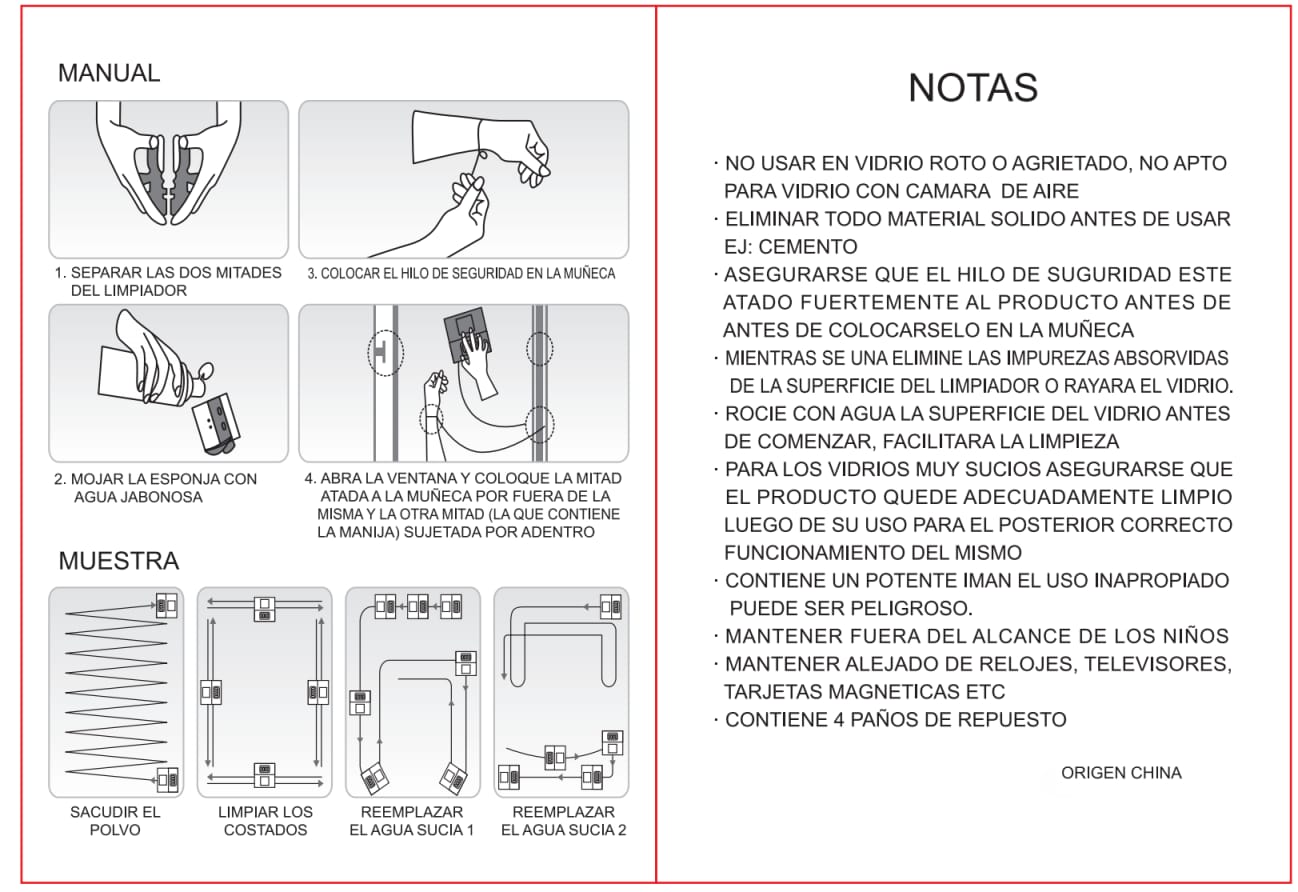 MANUAL
1. SEPARAR LAS DOS MITADES
DEL LIMPIADOR
3. COLOCAR EL HILO DE SEGURIDAD EN LA MUÑECA
2. MOJAR LA ESPONJA CON
AGUA JABONOSA
4. ABRA LA VENTANA Y COLOQUE LA MITAD
ATADA A LA MUÑECA POR FUERA DE LA
MISMA Y LA OTRA MITAD (LA QUE CONTIENE
LA MANIJA) SUJETADA POR ADENTRO
MUESTRA
SACUDIR EL
POLVO
LIMPIAR LOS
COSTADOS
REEMPLAZAR
EL AGUA SUCIA 1
REEMPLAZAR
EL AGUA SUCIA 2
NOTAS
· NO USAR EN VIDRIO ROTO O AGRIETADO, NO APTO
PARA VIDRIO CON CAMARA DE AIRE
· ELIMINAR TODO MATERIAL SOLIDO ANTES DE USAR
EJ: CEMENTO
· ASEGURARSE QUE EL HILO DE SUGURIDAD ESTE
ATADO FUERTEMENTE AL PRODUCTO ANTES DE
ANTES DE COLOCARSELO EN LA MUÑECA
· MIENTRAS SE UNA ELIMINE LAS IMPUREZAS ABSORVIDAS
DE LA SUPERFICIE DEL LIMPIADOR O RAYARA EL VIDRIO.
· ROCIE CON AGUA LA SUPERFICIE DEL VIDRIO ANTES
DE COMENZAR, FACILITARA LA LIMPIEZA
· PARA LOS VIDRIOS MUY SUCIOS ASEGURARSE QUE
EL PRODUCTO QUEDE ADECUADAMENTE LIMPIO
LUEGO DE SU USO PARA EL POSTERIOR CORRECTO
FUNCIONAMIENTO DEL MISMO
· CONTIENE UN POTENTE IMAN EL USO INAPROPIADO
PUEDE SER PELIGROSO.
· MANTENER FUERA DEL ALCANCE DE LOS NIÑOS
· MANTENER ALEJADO DE RELOJES, TELEVISORES,
TARJETAS MAGNETICAS ETC
· CONTIENE 4 PAÑOS DE REPUESTO
ORIGEN CHINA